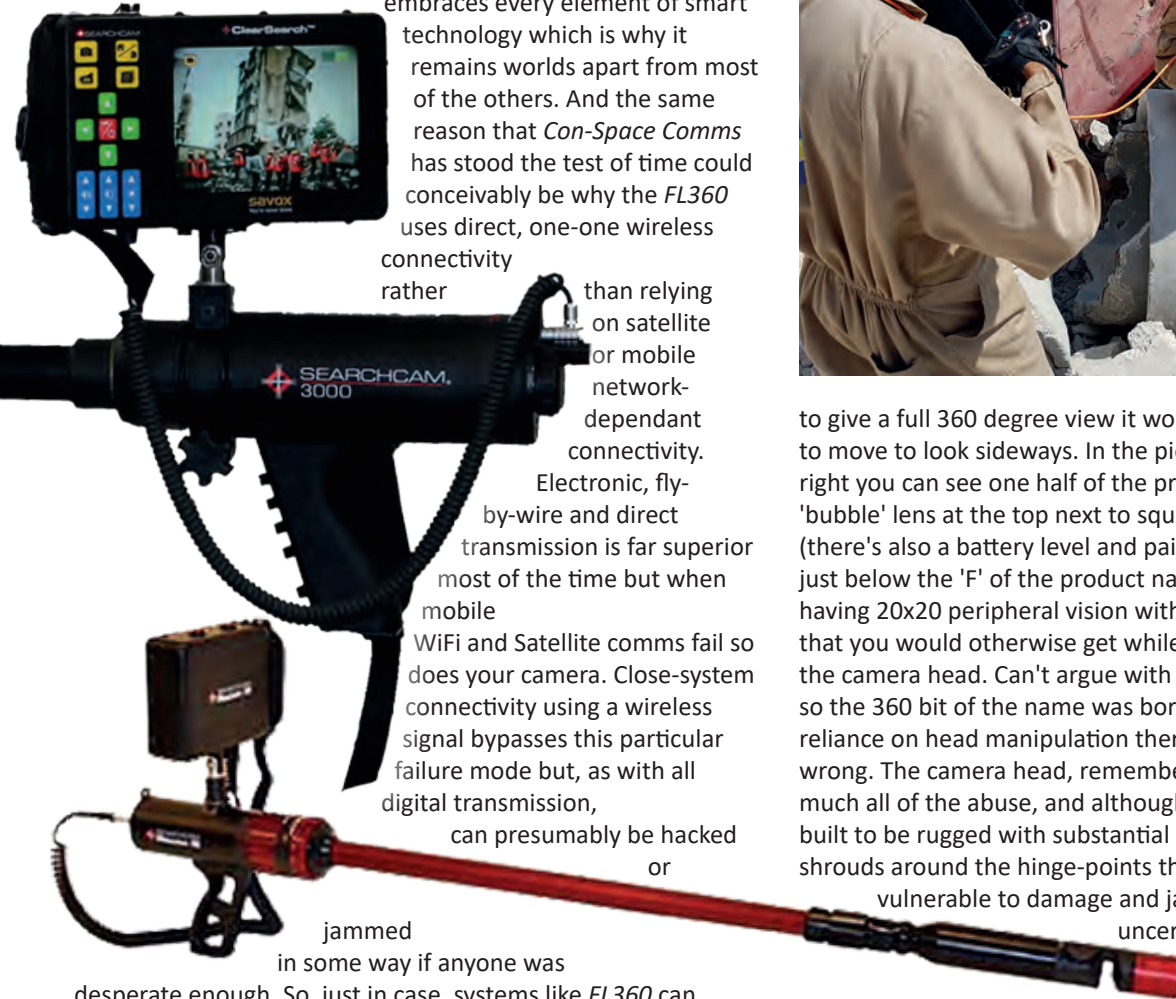 embraces every element of smart
technology which is why it
remains worlds apart from most
of the others. And the same
reason that Con-Space Comms
has stood the test of time could
conceivably be why the FL360
uses direct, one-one wireless
connectivity
rather than relying
on satellite
or mobile
network-
dependant
connectivity.
Electronic, fly-
by-wire and direct
transmission is far superior
most of the time but when
mobile
WiFi and Satellite comms fail so
does your camera. Close-system
connectivity using a wireless
signal bypasses this particular
failure mode but, as with all
digital transmission,
can presumably be hacked
or
jammed
in some way if anyone was
desperate enough. So, just in case, systems like FL360 can
SEARCHCAM
ClearSearch™
savox
SEARCHCAM
3000
to give a full 360 degree view it wo
to move to look sideways. In the pi
right you can see one half of the pr
'bubble' lens at the top next to squ
(there's also a battery level and pai
just below the 'F' of the product na
having 20x20 peripheral vision with
that you would otherwise get while
the camera head. Can't argue with
so the 360 bit of the name was bor
reliance on head manipulation ther
wrong. The camera head, remembe
much all of the abuse, and although
built to be rugged with substantial
shrouds around the hinge-points th
vulnerable to damage and ja
uncer